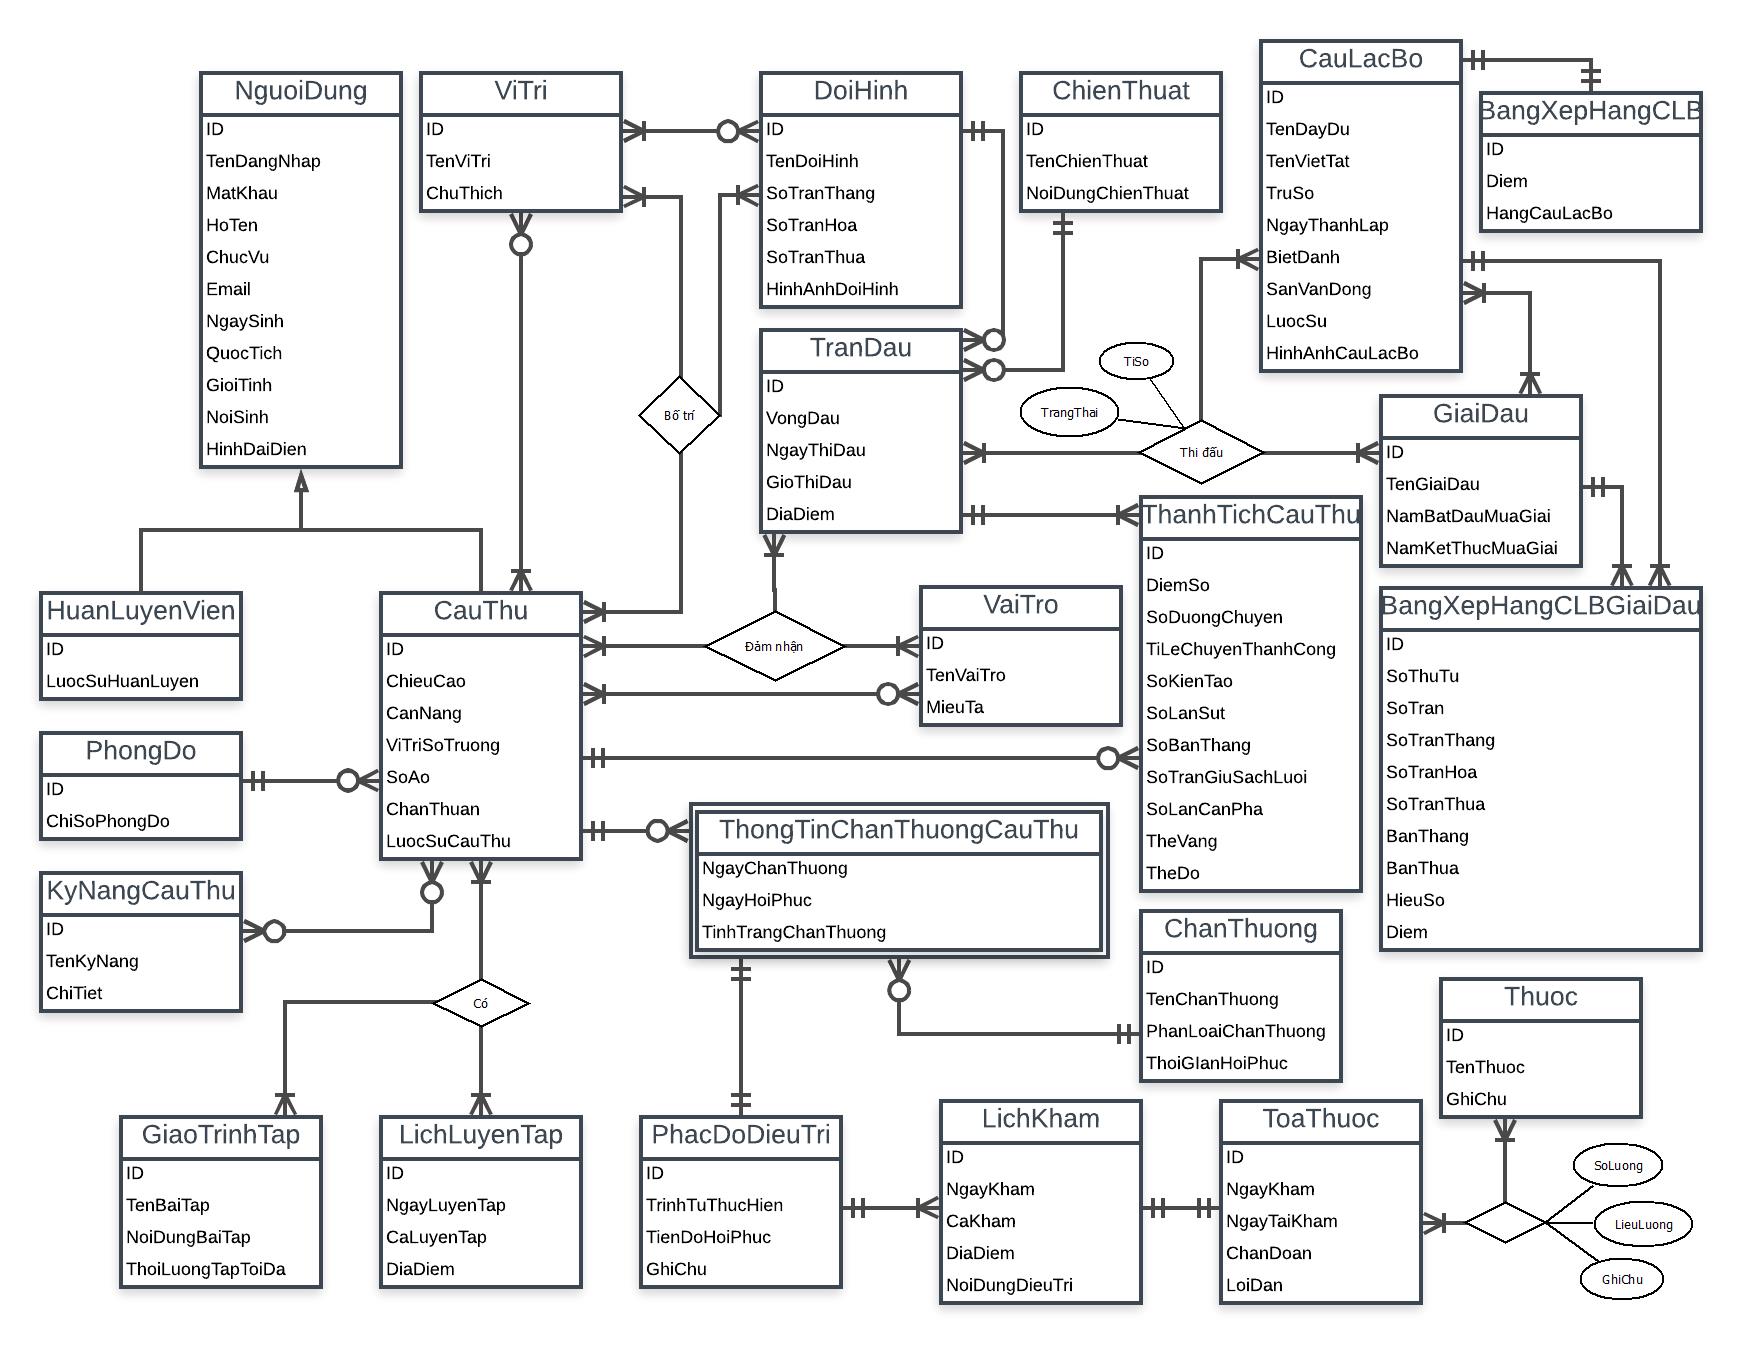 NguoiDung
ID
TenDangNhap
MatKhau
HoTen
ChucVu
Email
NgaySinh
QuocTich
GioiTinh
NoiSinh
HinhDaiDien
ViTri
ID
TenViTri
ChuThich
DoiHinh
ID
TenDoiHinh
SoTranThang
SoTranHoa
SoTranThua
HinhAnhDoiHinh
ChienThuat
ID
TenChienThuat
NoiDungChienThuat
CauLacBo
ID
TenDayDu
TenVietTat
TruSo
NgayThanhLap
BietDanh
SanVanDong
LuocSu
HinhAnhCauLacBo
BangXepHangCLB
ID
Diem
HangCauLacBo
TranDau
ID
VongDau
NgayThiDau
GioThiDau
DiaDiem
TiSo
TrangThai
Thi đấu
Bố trí
GiaiDau
ID
TenGiaiDau
NamBatDauMuaGiai
NamKetThucMuaGiai
ThanhTichCauThu
ID
DiemSo
SoDuongChuyen
TiLeChuyenThanhCong
SoKienTao
SoLanSut
SoBanThang
SoTranGiuSachLuoi
SoLanCanPha
TheVang
TheDo
BangXepHangCLBGiaiDau
ID
SoThuTu
SoTran
SoTranThang
SoTranHoa
SoTranThua
BanThang
BanThua
HieuSo
Diem
HuanLuyenVien
ID
LuocSuHuanLuyen
CauThu
ID
ChieuCao
CanNang
ViTriSoTruong
SoAo
ChanThuan
LuocSuCauThu
Đảm nhận
VaiTro
ID
TenVaiTro
MieuTa
PhongDo
ID
ChiSoPhongDo
KyNangCauThu
ID
TenKyNang
ChiTiet
ThongTinChanThuongCauThu
NgayChanThuong
NgayHoiPhuc
TinhTrangChanThuong
ChanThuong
ID
TenChanThuong
PhanLoaiChanThuong
ThoiGIanHoiPhuc
Có
Thuoc
ID
TenThuoc
GhiChu
GiaoTrinhTap
ID
TenBaiTap
NoiDungBaiTap
ThoiLuongTapToiDa
LichLuyenTap
ID
NgayLuyenTap
CaLuyenTap
DiaDiem
PhacDoDieuTri
ID
TrinhTuThucHien
TienDoHoiPhuc
GhiChu
LichKham
ID
NgayKham
CaKham
DiaDiem
NoiDungDieuTri
ToaThuoc
ID
NgayKham
NgayTaiKham
ChanDoan
LoiDan
SoLuong
LieuLuong
GhiChu